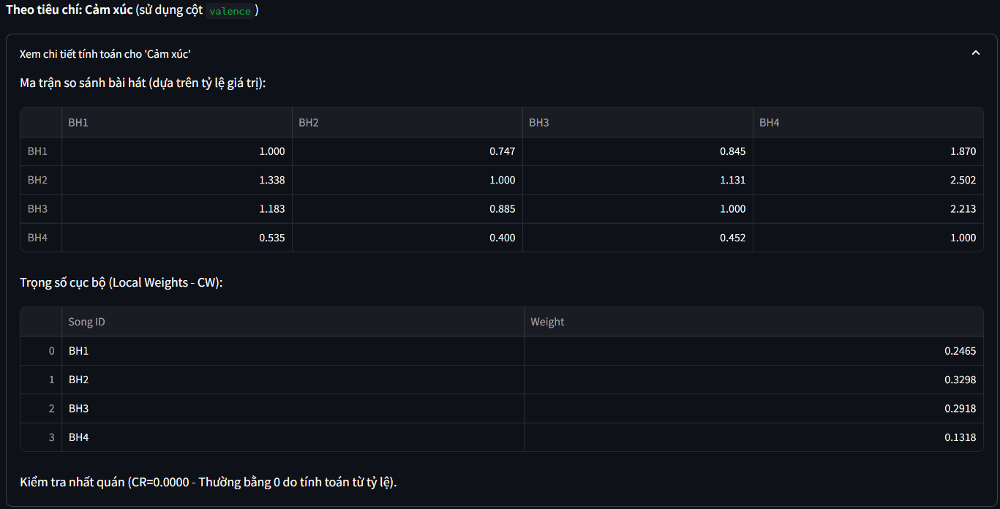 Theo tiêu chí: Cảm xúc (sử dụng cột valence)
Xem chi tiết tính toán cho 'Cảm xúc'
Ma trận so sánh bài hát (dựa trên tỷ lệ giá trị):
BH1 BH2 BH3 BH4
BH1 1.000 0.747 0.845 1.870
BH2 1.338 1.000 1.131 2.502
BH3 1.183 0.885 1.000 2.213
BH4 0.535 0.400 0.452 1.000
Trọng số cục bộ (Local Weights - CW):
Song ID Weight
0 BH1 0.2465
1 BH2 0.3298
2 BH3 0.2918
3 BH4 0.1318
Kiểm tra nhất quán (CR=0.0000 - Thường bằng 0 do tính toán từ tỷ lệ).